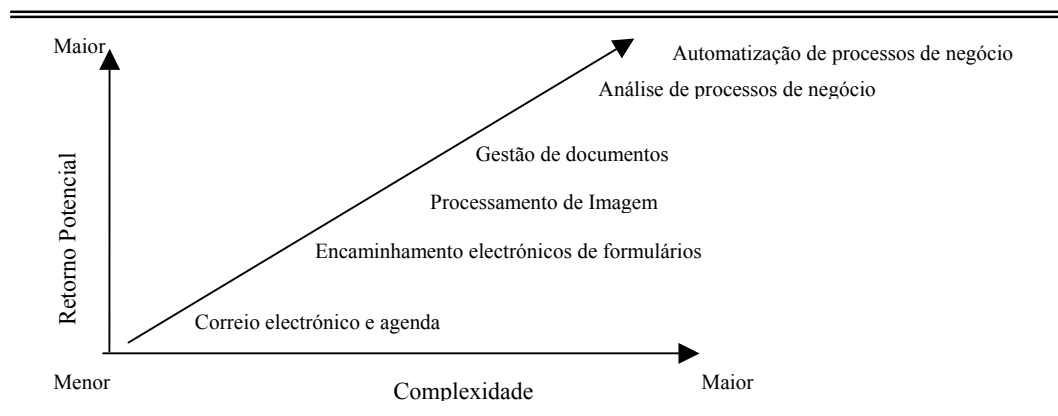 Maior
Automatização de processos de negócio
Análise de processos de negócio
Gestão de documentos
Retorno Potencial
Processamento de Imagem
Encaminhamento electrónicos de formulários
Correio electrónico e agenda
Menor
Complexidade
Maior